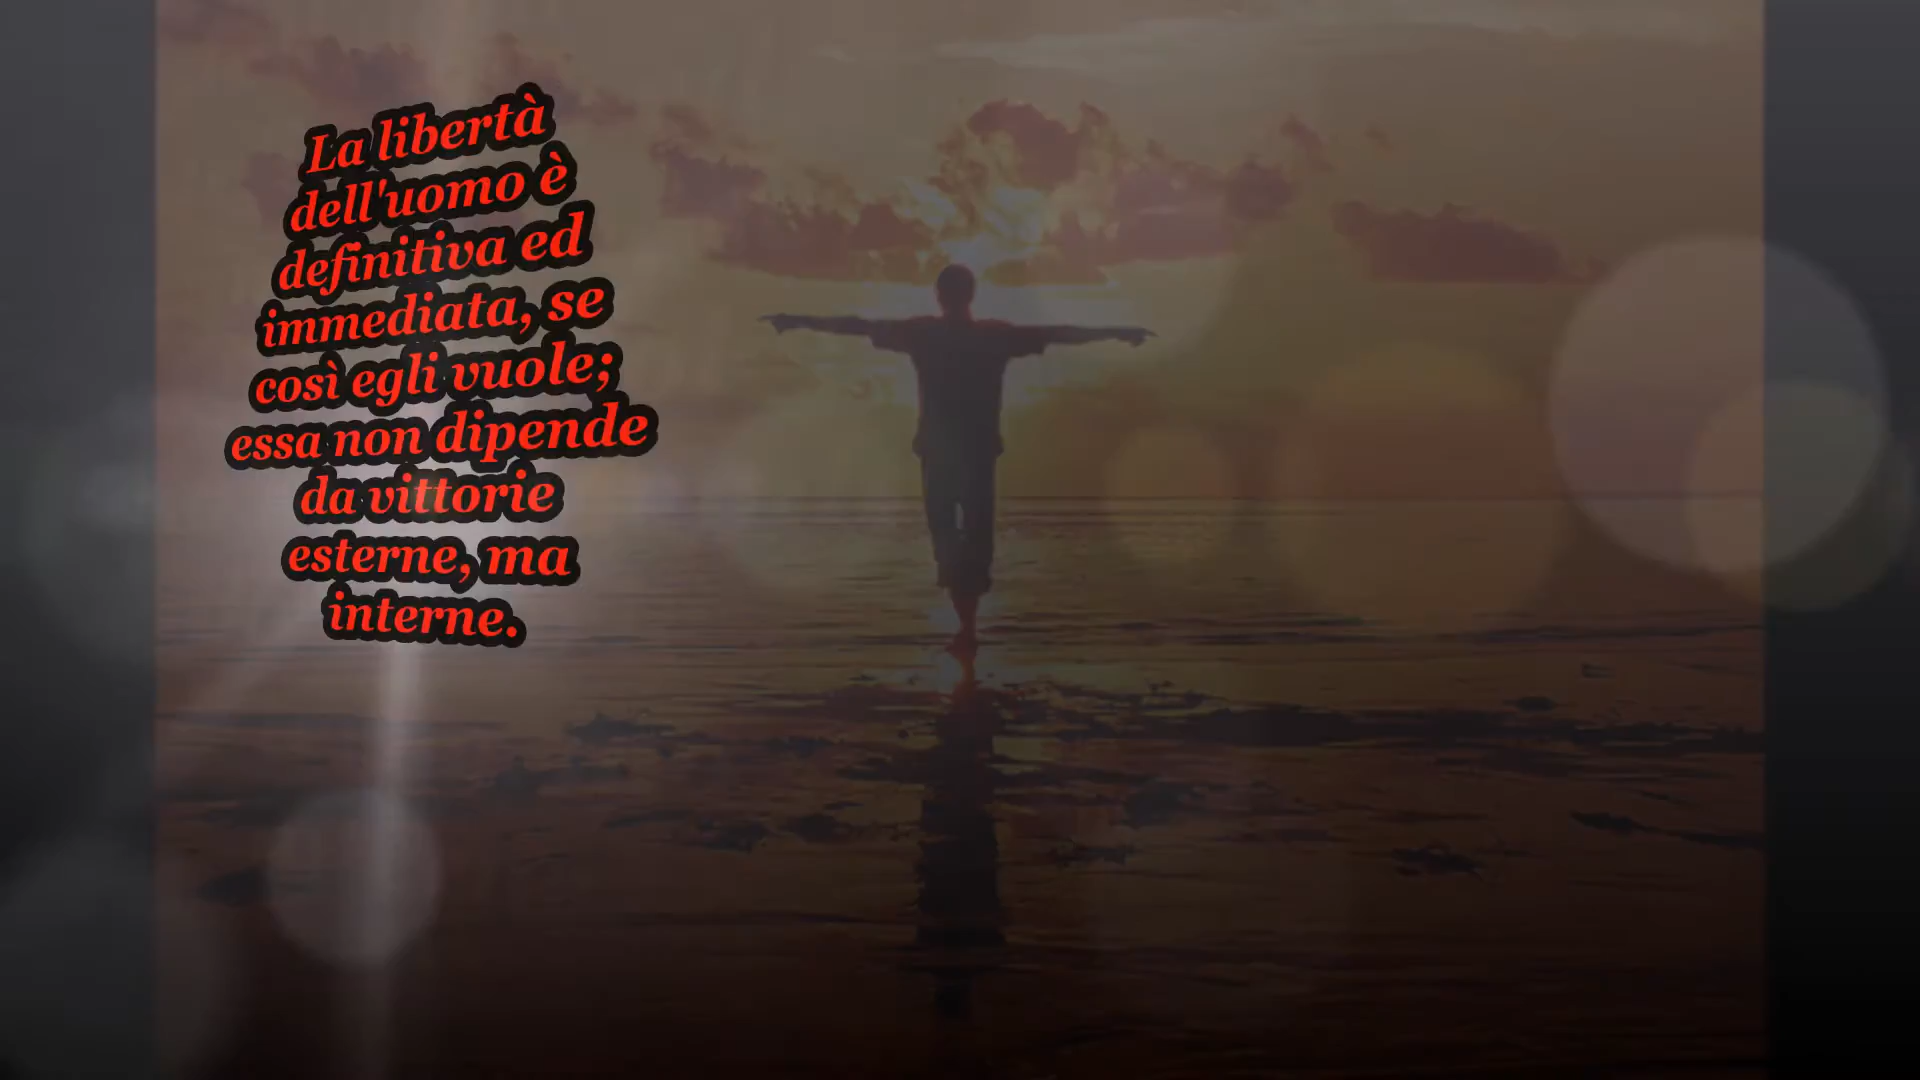 La libertà
dell'uomo è
definitiva ed
immediata, se
così egli vuole;
essa non dipende
da vittorie
esterne, ma
interne.